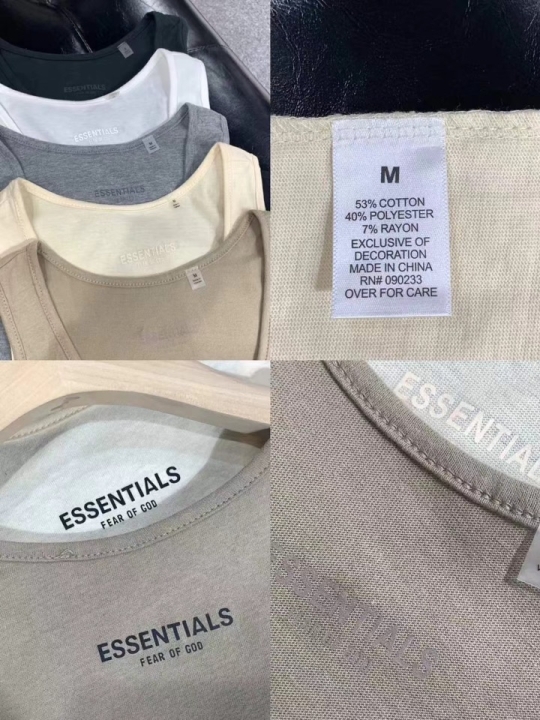 ESSENTIALS
ESSENTIALS
ESSENTIALS
M
53% COTTON
40% POLYESTER
7% RAYON
EXCLUSIVE OF
DECORATION
MADE IN CHINA
RN# 090233
OVER FOR CARE
ESSENTIALS
FEAR OF GOD
ESSENTIALS
FEAR OF GOD
ESSENTIAL